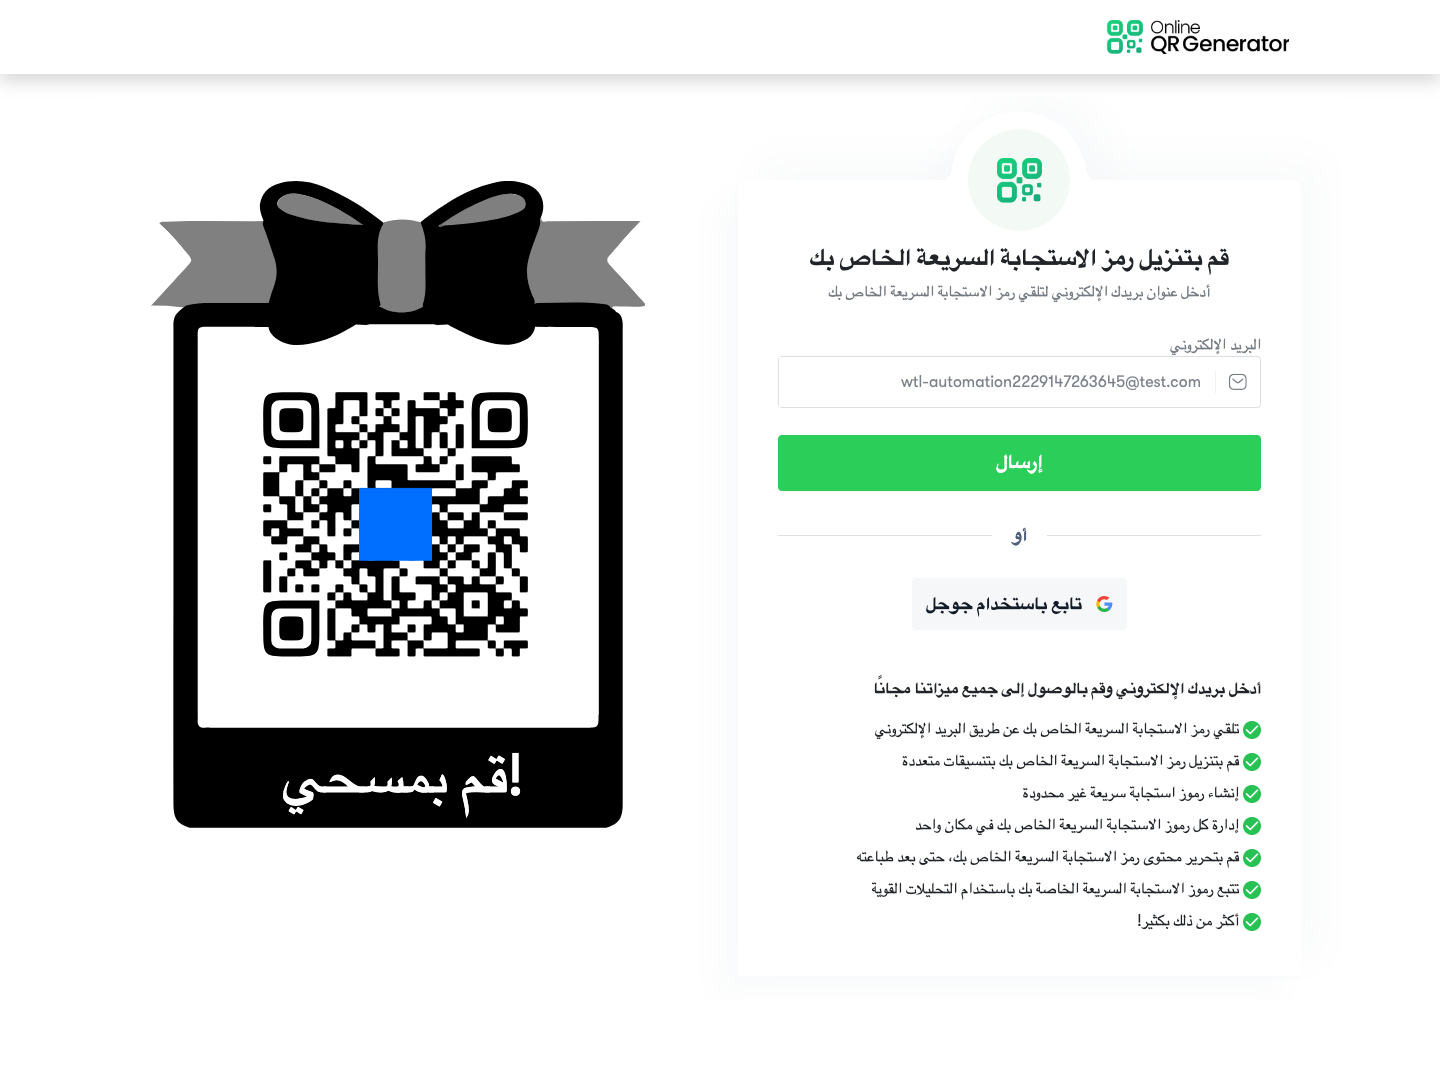 Online
QR Generator
قم بتنزيل رمز الاستجابة السريعة الخاص بك
أدخل عنوان بريدك الإلكتروني لتلقي رمز الاستجابة السريعة الخاص بك
البريد الإلكتروني
wtl-automation2229147263645@test.com
إرسال
أو
تابع باستخدام جوجل
أدخل بريدك الإلكتروني وقم بالوصول إلى جميع ميزاتنا مجانًا
تلقي رمز الاستجابة السريعة الخاص بك عن طريق البريد الإلكتروني
قم بتنزيل رمز الاستجابة السريعة الخاص بك بتنسيقات متعددة
إنشاء رموز استجابة سريعة غير محدودة
إدارة كل رموز الاستجابة السريعة الخاص بك في مكان واحد
قم بتحرير محتوى رمز الاستجابة السريعة الخاص بك، حتى بعد طباعته
تتبع رموز الاستجابة السريعة الخاصة بك باستخدام التحليلات القوية
أكثر من ذلك بكثير!
!قم بمسحي